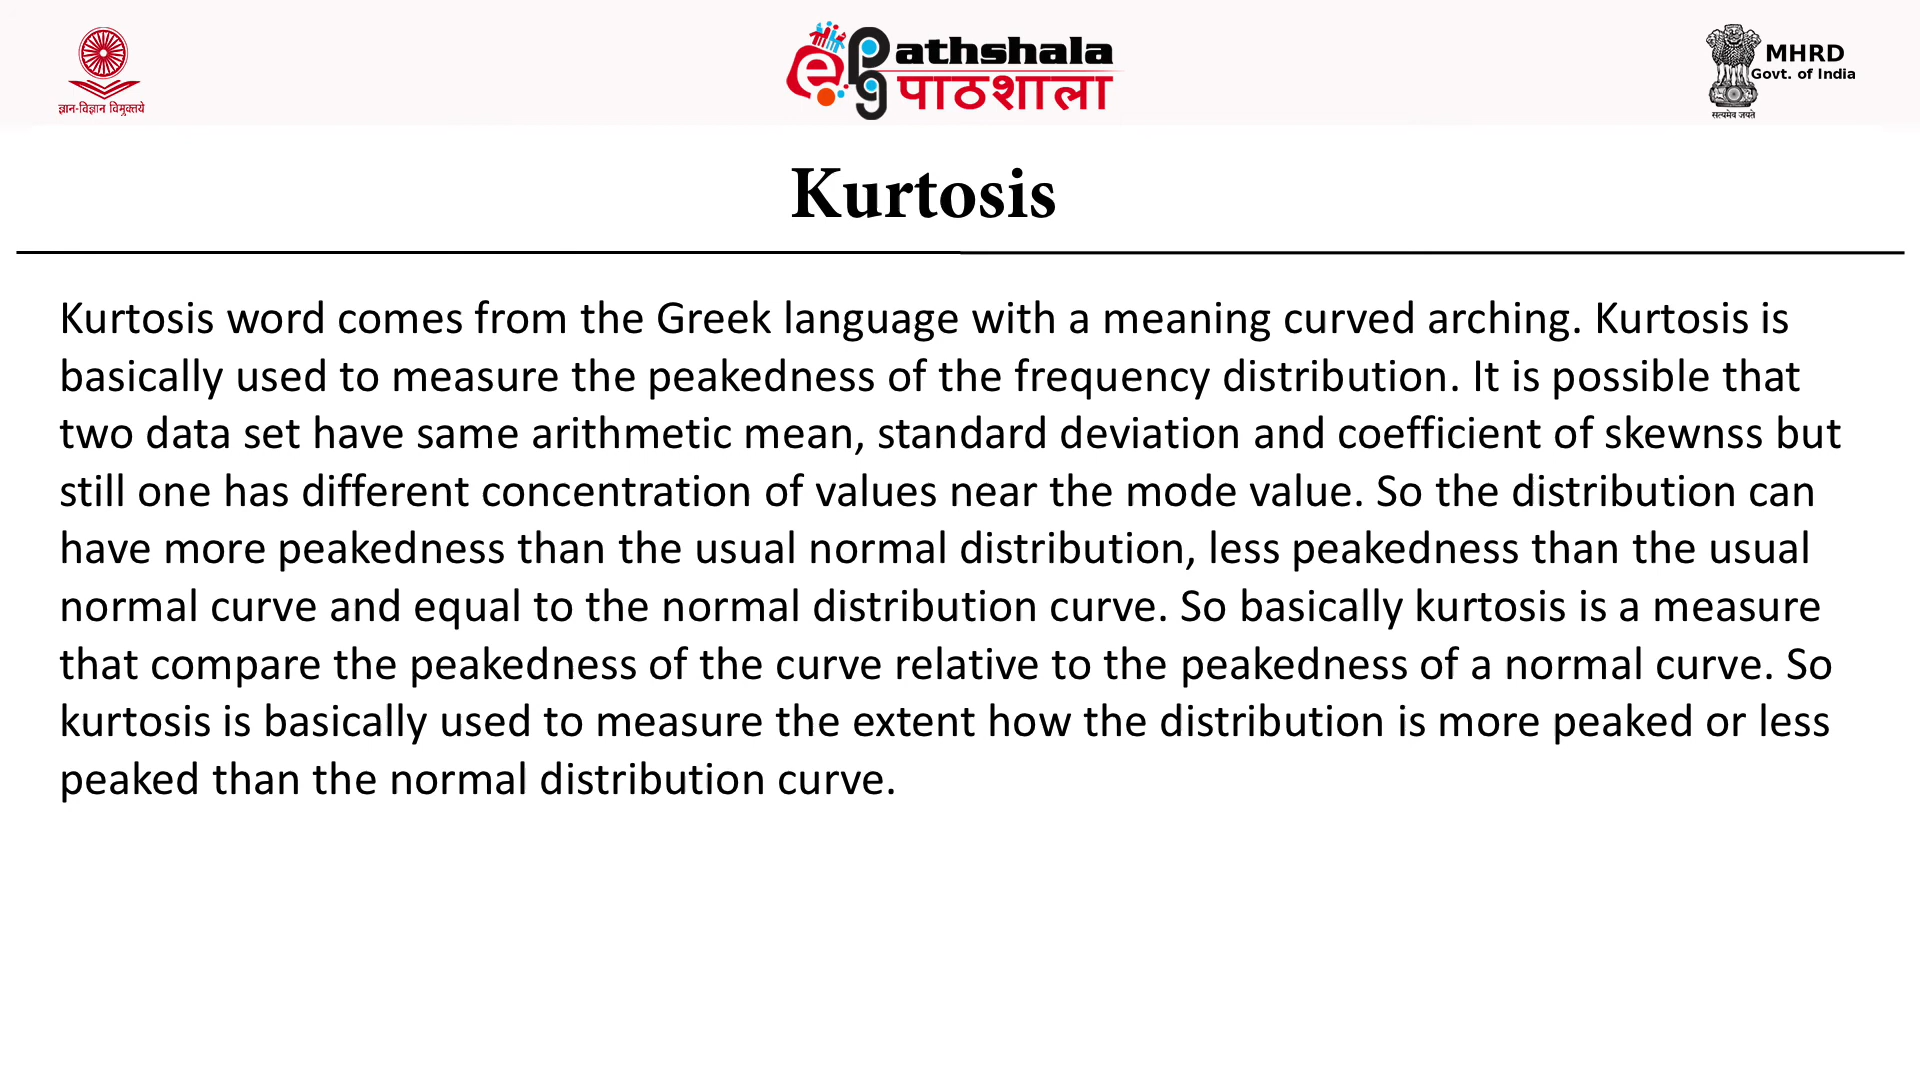 ज्ञान-विज्ञान विमुक्तये
ePathshala
पाठशाला
MHRD
Govt. of India
सत्यमेव जयते
Kurtosis
Kurtosis word comes from the Greek language with a meaning curved arching. Kurtosis is
basically used to measure the peakedness of the frequency distribution. It is possible that
two data set have same arithmetic mean, standard deviation and coefficient of skewnss but
still one has different concentration of values near the mode value. So the distribution can
have more peakedness than the usual normal distribution, less peakedness than the usual
normal curve and equal to the normal distribution curve. So basically kurtosis is a measure
that compare the peakedness of the curve relative to the peakedness of a normal curve. So
kurtosis is basically used to measure the extent how the distribution is more peaked or less
peaked than the normal distribution curve.